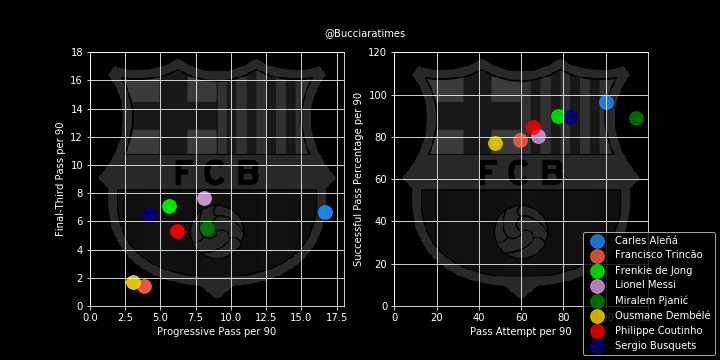 @Bucciaratimes
Final-Third Pass per 90
18
16
14
12
10
8
6
4
2
0
FCB
0.0 2.5 5.0 7.5 10.0 12.5 15.0 17.5
Progressive Pass per 90
Successful Pass Percentage per 90
120
100
80
60
40
20
0
FCB
0 20 40 60 80
Pass Attempt per 90
Carles Aleñá
Francisco Trincão
Frenkie de Jong
Lionel Messi
Miralem Pjanić
Ousmane Dembélé
Philippe Coutinho
Sergio Busquets